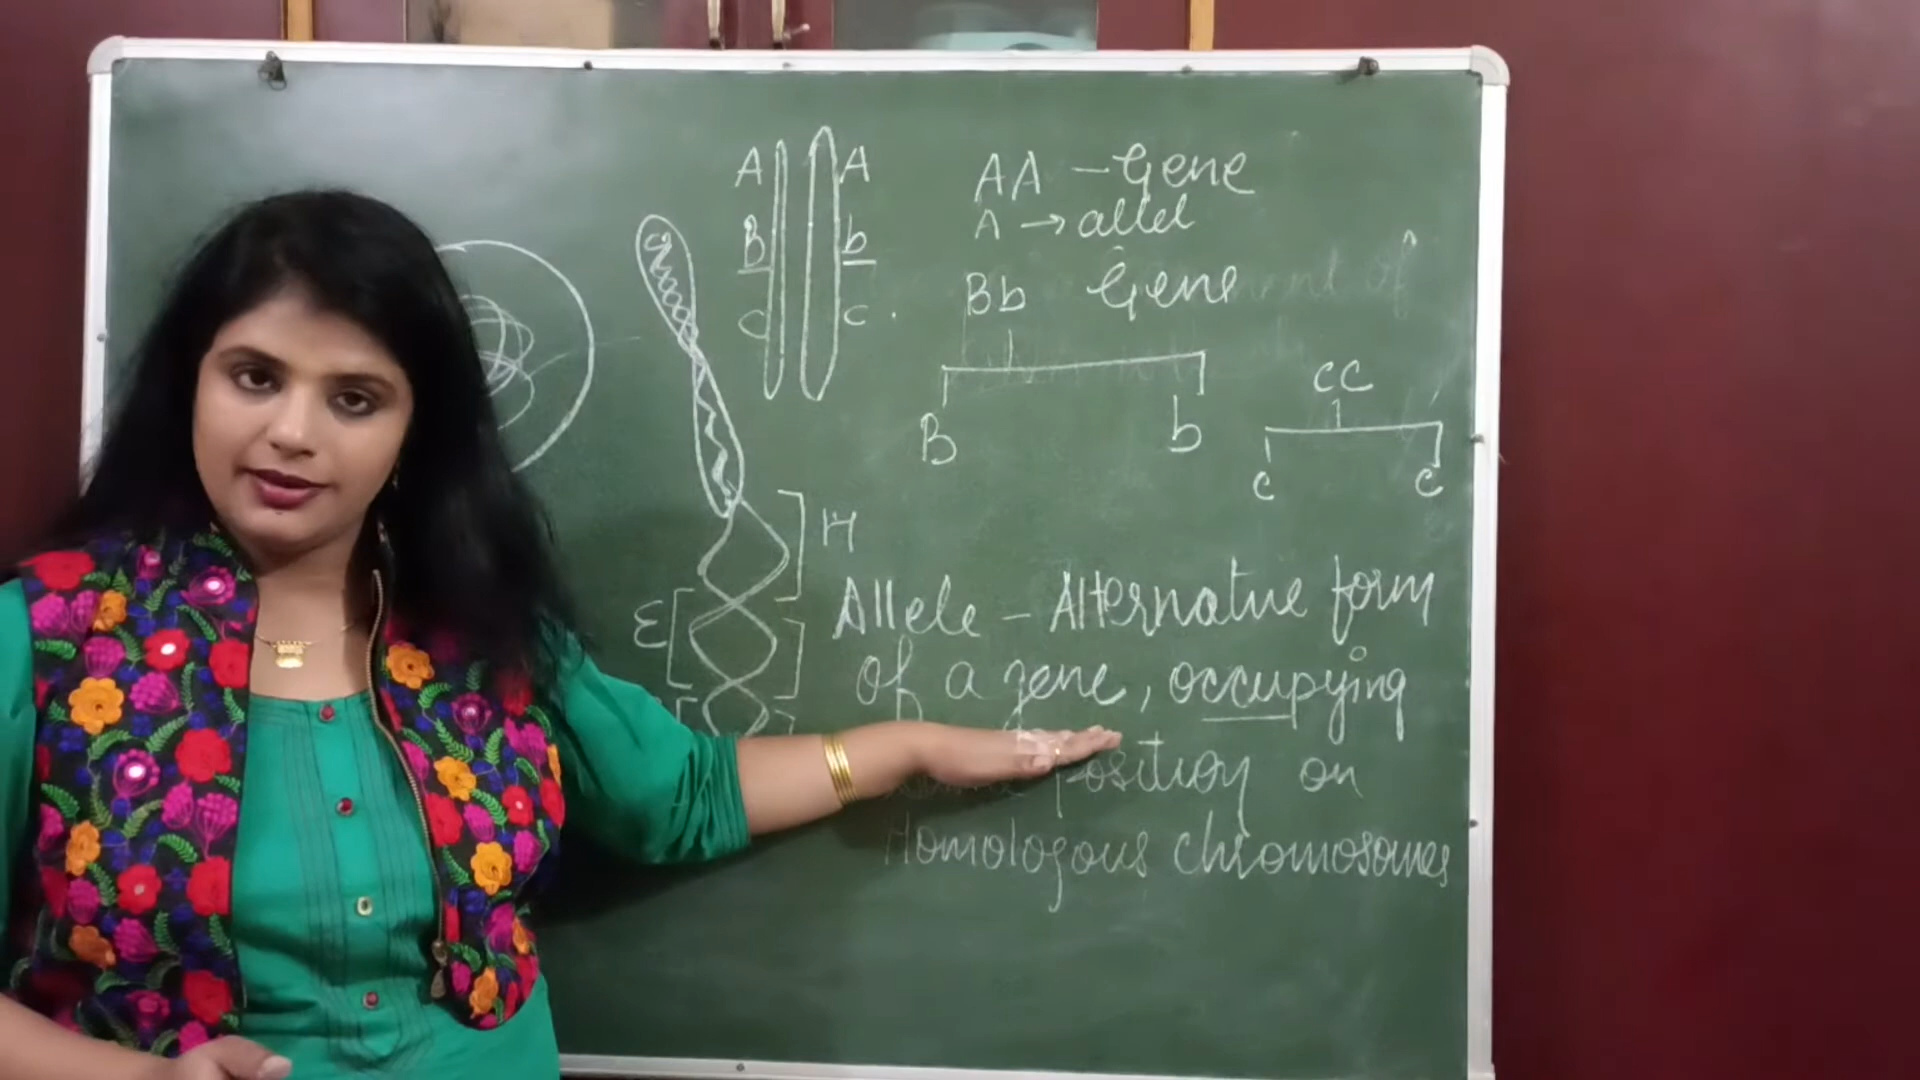 A A
B b
c c .
AA - Gene
A → allel
Bb Gene
B b
cc
c c
H
E
Allele - Alternative form
of a gene, occupying
position on
Homologous chromosomes